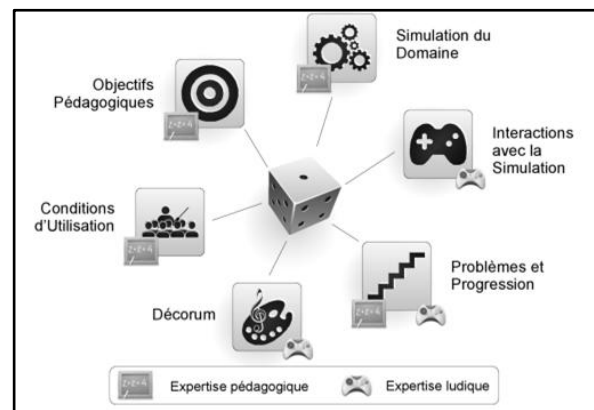 Simulation du
Domaine
Objectifs
Pédagogiques
Interactions
avec la
Simulation
Conditions
d'Utilisation
Problèmes et
Progression
Décorum
Expertise pédagogique
Expertise ludique